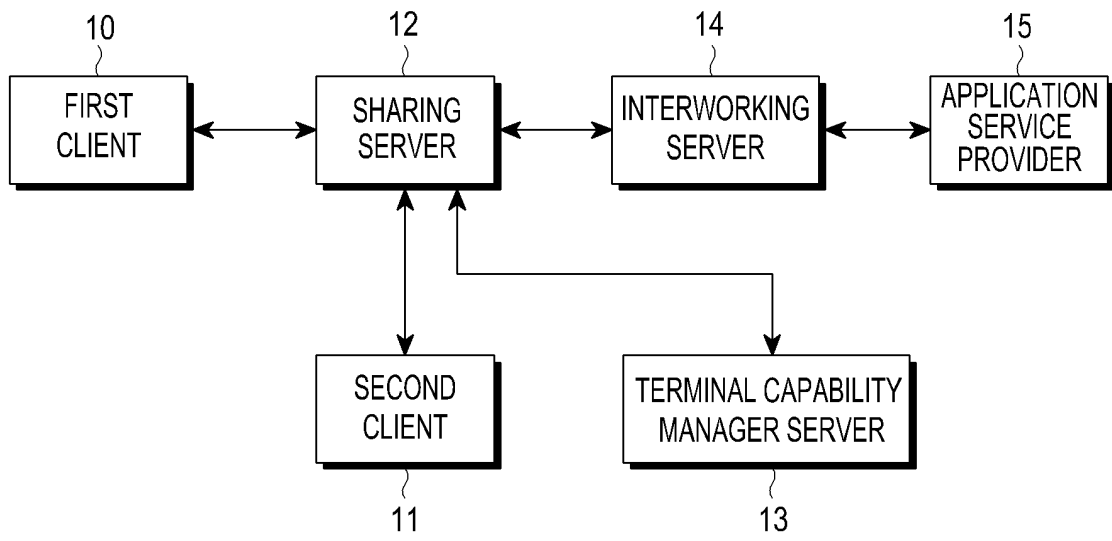 10
12
14
15
FIRST
CLIENT
SHARING
SERVER
INTERWORKING
SERVER
APPLICATION
SERVICE
PROVIDER
SECOND
CLIENT
TERMINAL CAPABILITY
MANAGER SERVER
11
13